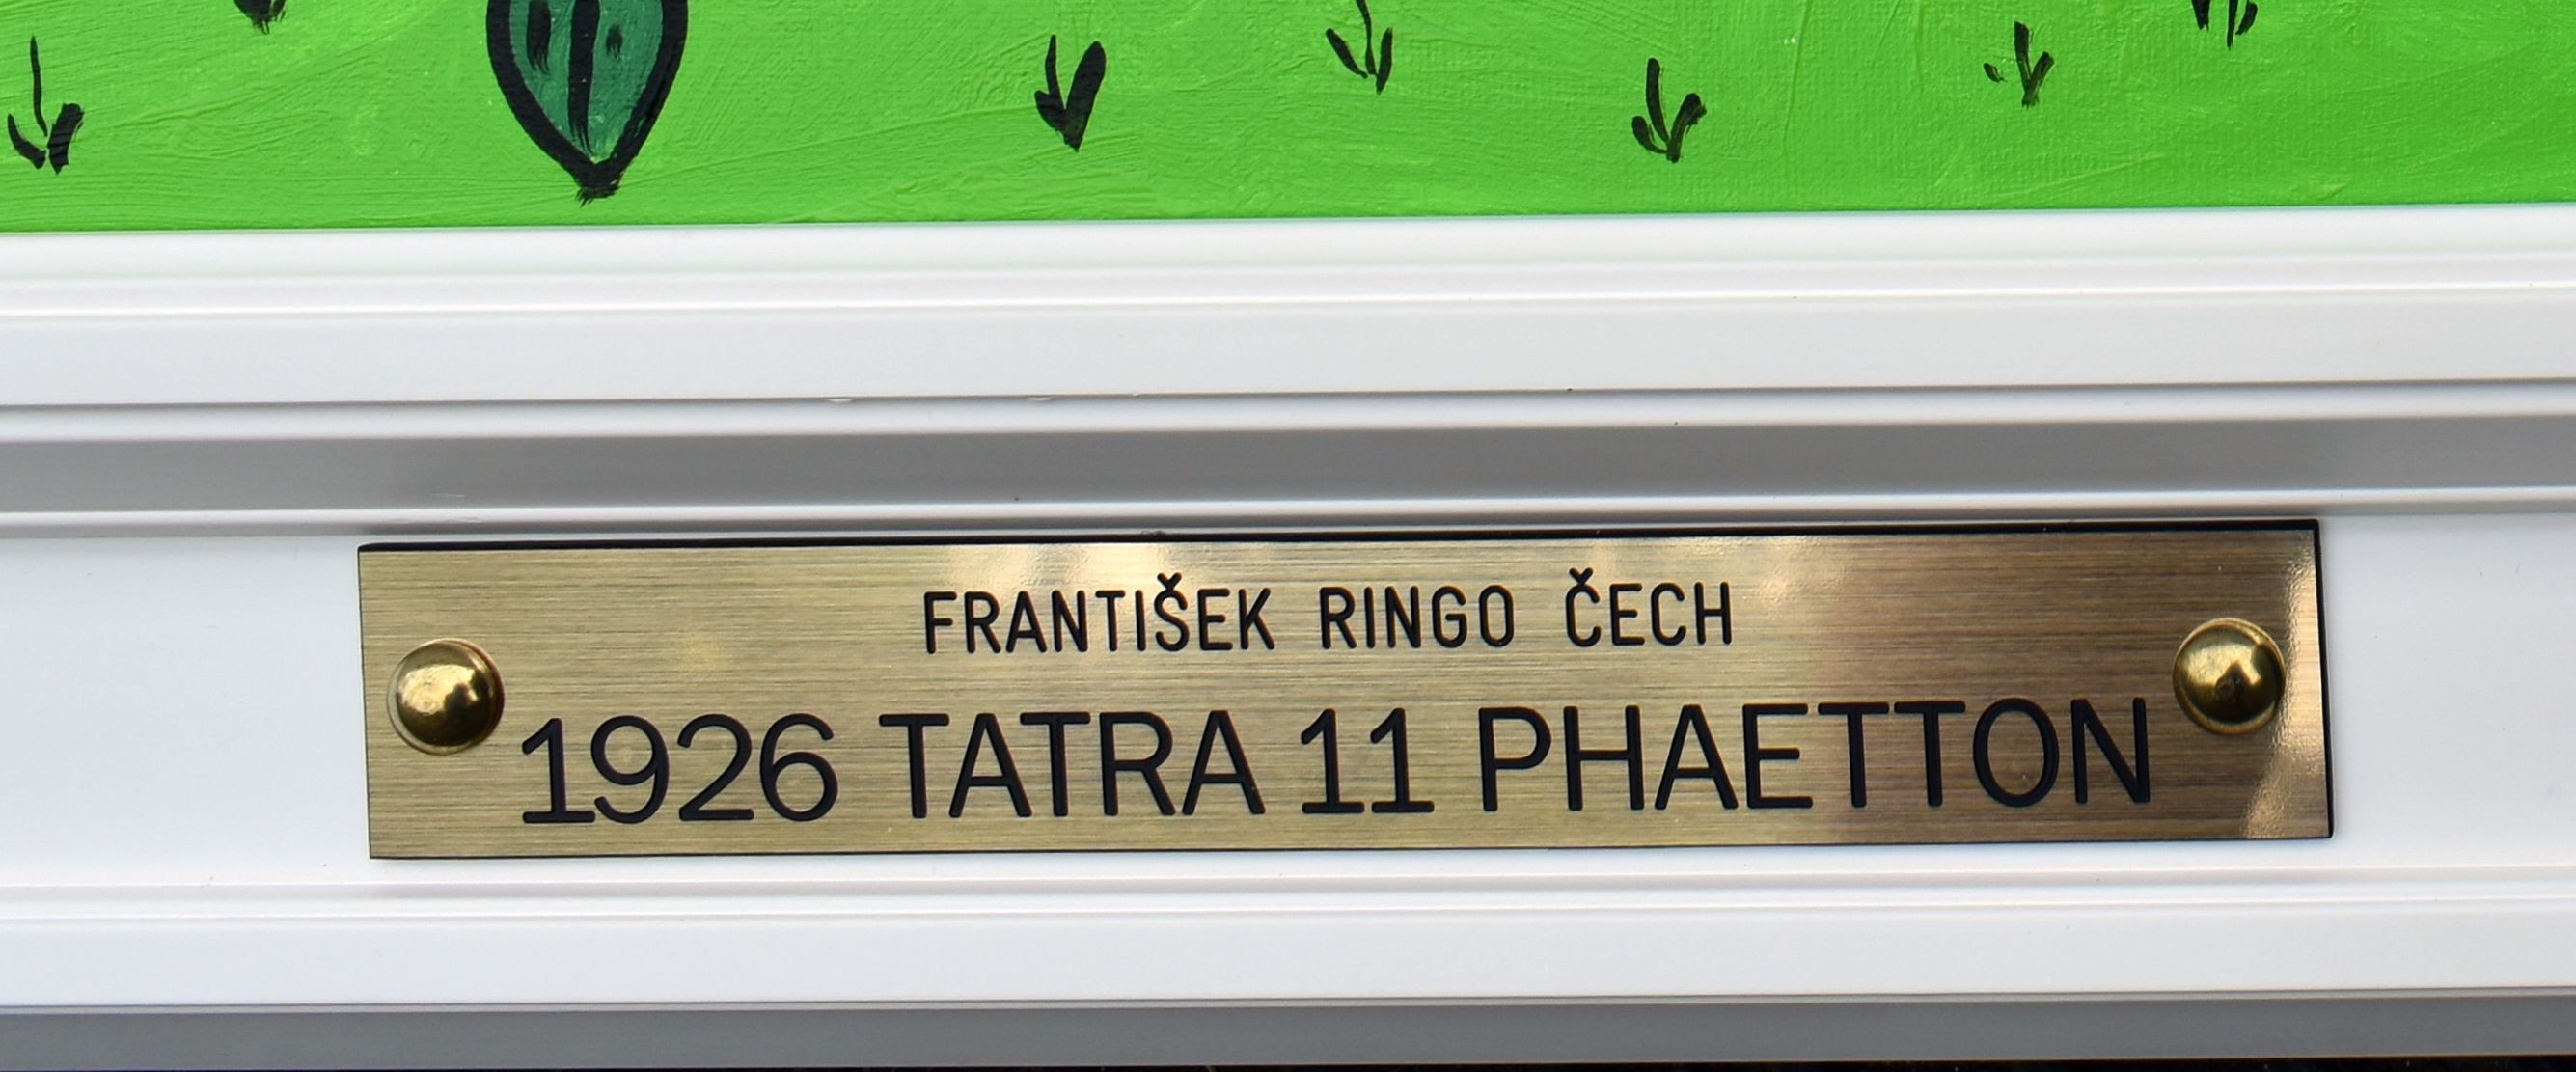 FRANTIŠEK RINGO ČECH
1926 TATRA 11 PHAETTON